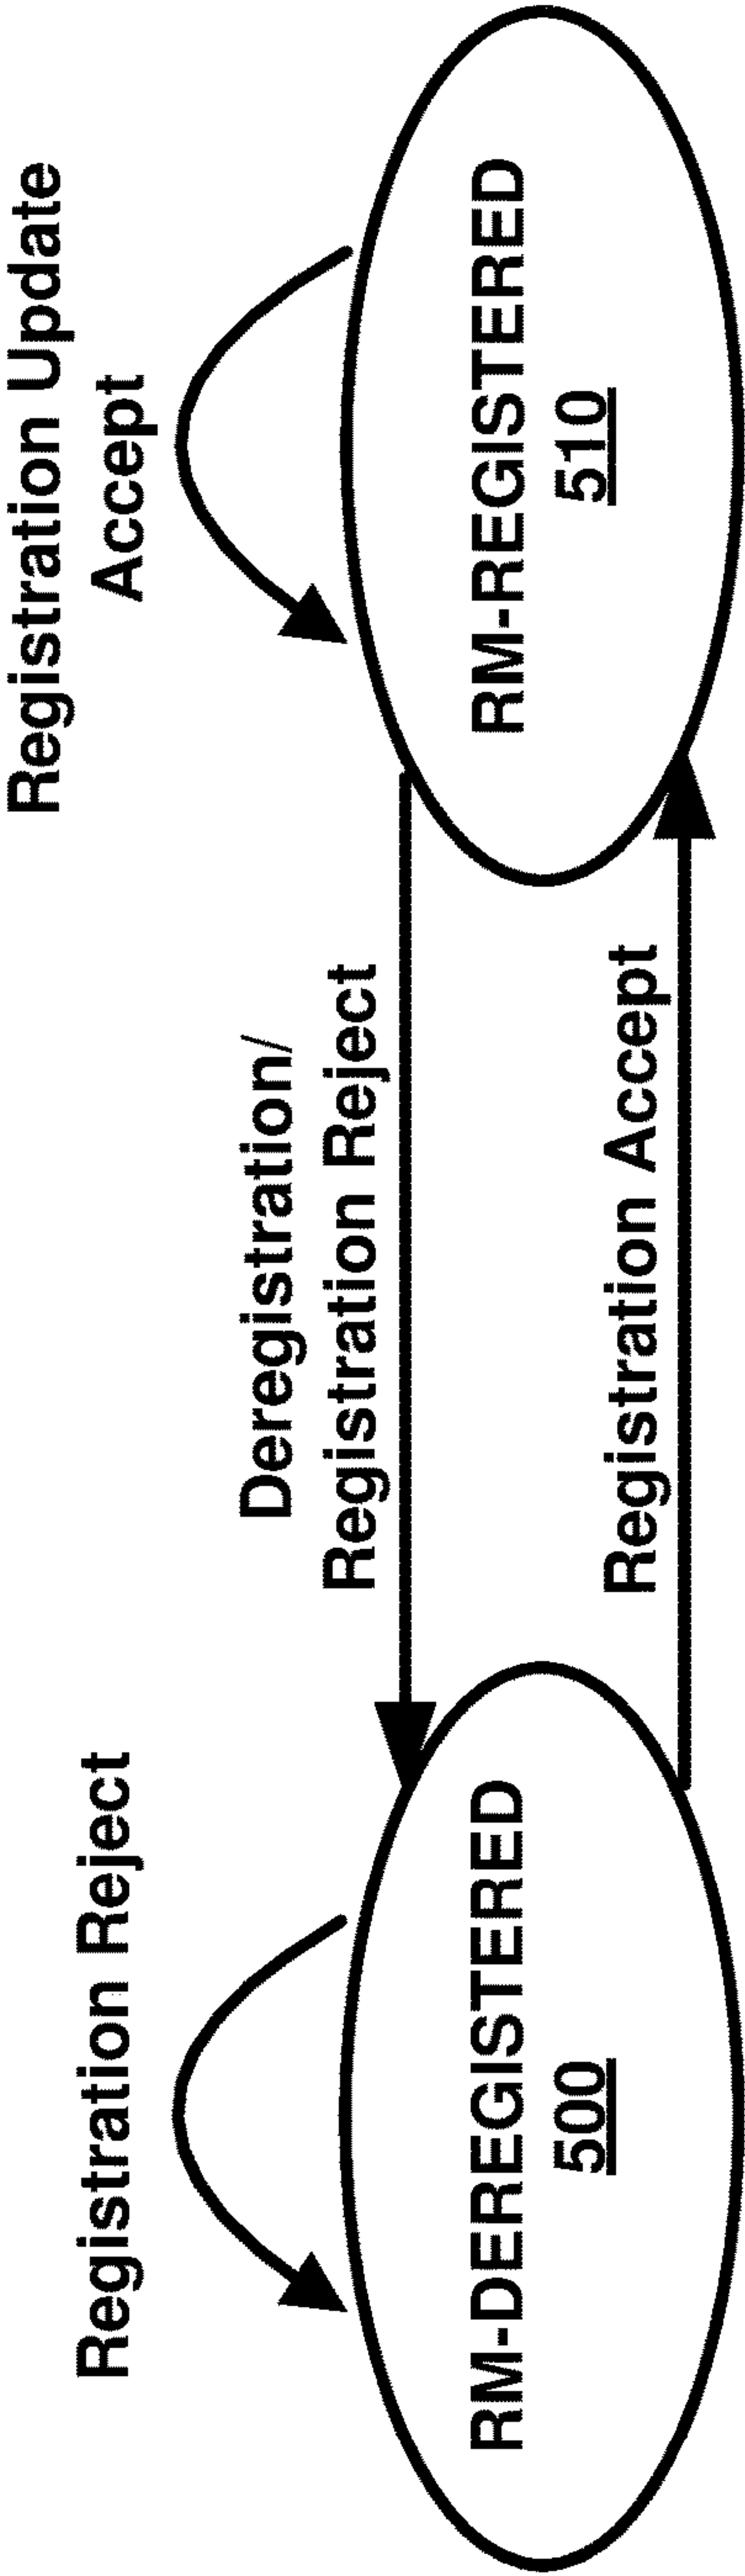 Registration Reject
Registration Update
Accept
Deregistration/
Registration Reject
Registration Accept
RM-DEREGISTERED
500
RM-REGISTERED
510